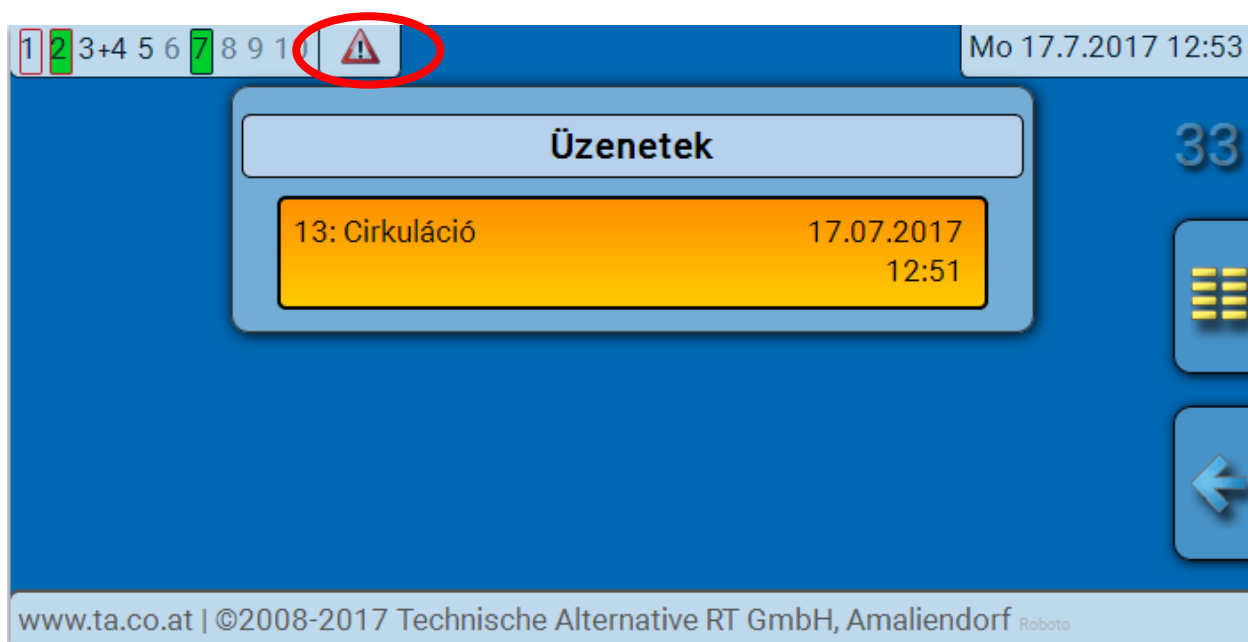 1 2 3+4 5 6 7 8 9 10
Mo 17.7.2017 12:53
Üzenetek
33
13: Cirkuláció 17.07.2017
12:51
www.ta.co.at | ©2008-2017 Technische Alternative RT GmbH, Amaliendorf Roboto